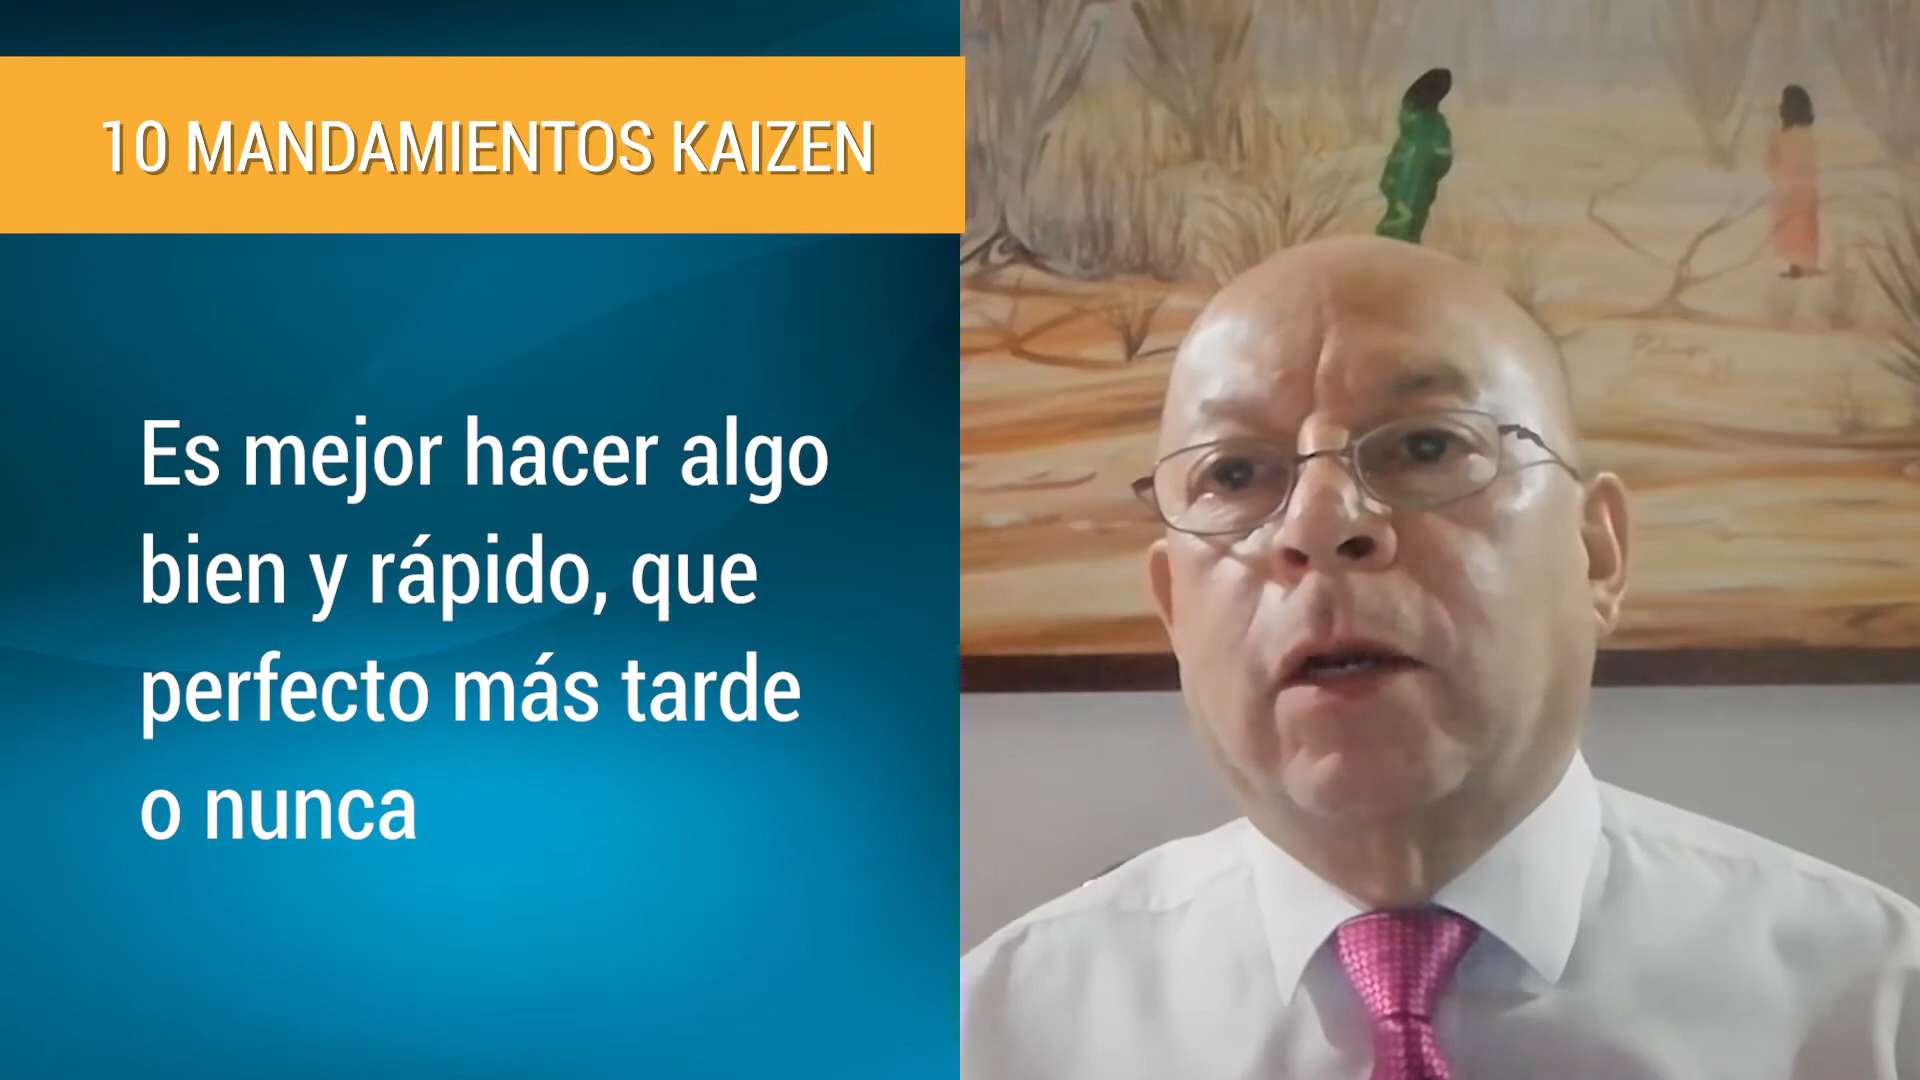 10 MANDAMIENTOS KAIZEN
Es mejor hacer algo
bien y rápido, que
perfecto más tarde
o nunca